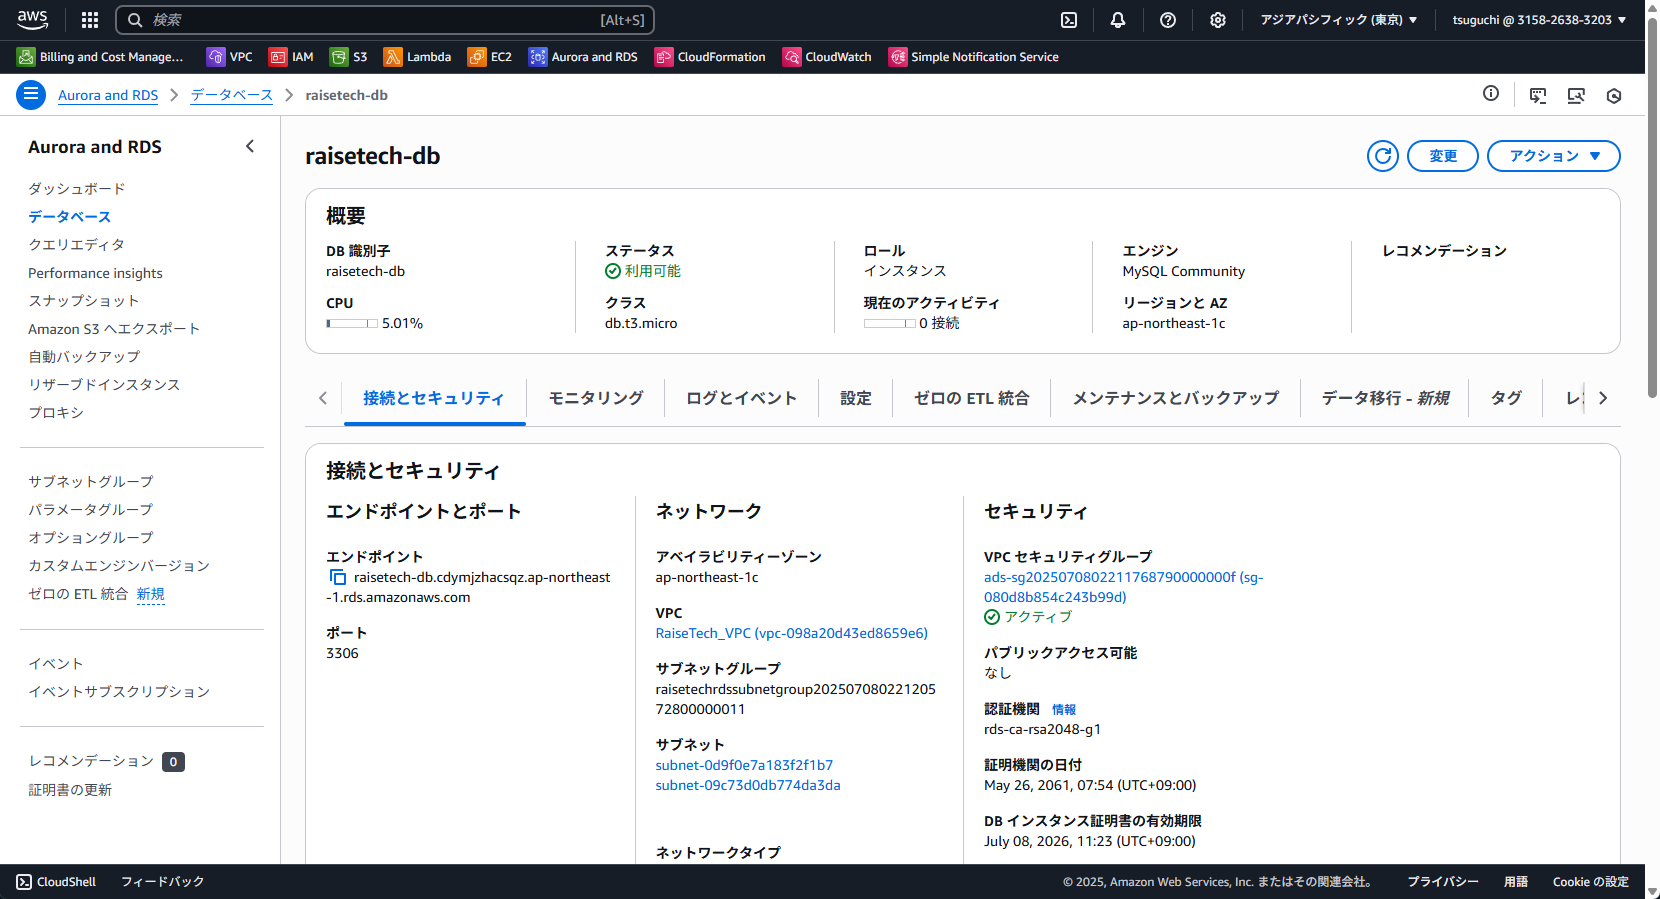 aws
検索
[Alt+S]
アジアパシフィック (東京) ▼
tsuguchi @ 3158-2638-3203 ▼
Billing and Cost Manage...
VPC
IAM
S3
Lambda
EC2
Aurora and RDS
CloudFormation
CloudWatch
Simple Notification Service
Aurora and RDS
データベース
raisetech-db
Aurora and RDS
ダッシュボード
データベース
クエリエディタ
Performance insights
スナップショット
Amazon S3 へエクスポート
自動バックアップ
リザーブドインスタンス
プロキシ
サブネットグループ
パラメータグループ
オプショングループ
カスタムエンジンバージョン
ゼロの ETL 統合 新規
イベント
イベントサブスクリプション
レコメンデーション 0
証明書の更新
raisetech-db
変更
アクション ▼
概要
DB 識別子
raisetech-db
CPU
5.01%
ステータス
利用可能
クラス
db.t3.micro
ロール
インスタンス
現在のアクティビティ
0 接続
エンジン
MySQL Community
リージョンと AZ
ap-northeast-1c
レコメンデーション
接続とセキュリティ
モニタリング
ログとイベント
設定
ゼロの ETL 統合
メンテナンスとバックアップ
データ移行 - 新規
タグ
接続とセキュリティ
エンドポイントとポート
エンドポイント
raisetech-db.cdymjzhacsqz.ap-northeast
-1.rds.amazonaws.com
ポート
3306
ネットワーク
アベイラビリティーゾーン
ap-northeast-1c
VPC
RaiseTech_VPC (vpc-098a20d43ed8659e6)
サブネットグループ
raisetechrdssubnetgroup202507080221205
72800000011
サブネット
subnet-0d9f0e7a183f2f1b7
subnet-09c73d0db774da3da
ネットワークタイプ
セキュリティ
VPC セキュリティグループ
ads-sg20250708022117687900000000f (sg-
080d8b854c243b99d)
アクティブ
パブリックアクセス可能
なし
認証機関 情報
rds-ca-rsa2048-g1
証明機関の日付
May 26, 2061, 07:54 (UTC+09:00)
DB インスタンス証明書の有効期限
July 08, 2026, 11:23 (UTC+09:00)
CloudShell
フィードバック
© 2025, Amazon Web Services, Inc. またはその関連会社。
プライバシー
用語
Cookie の設定